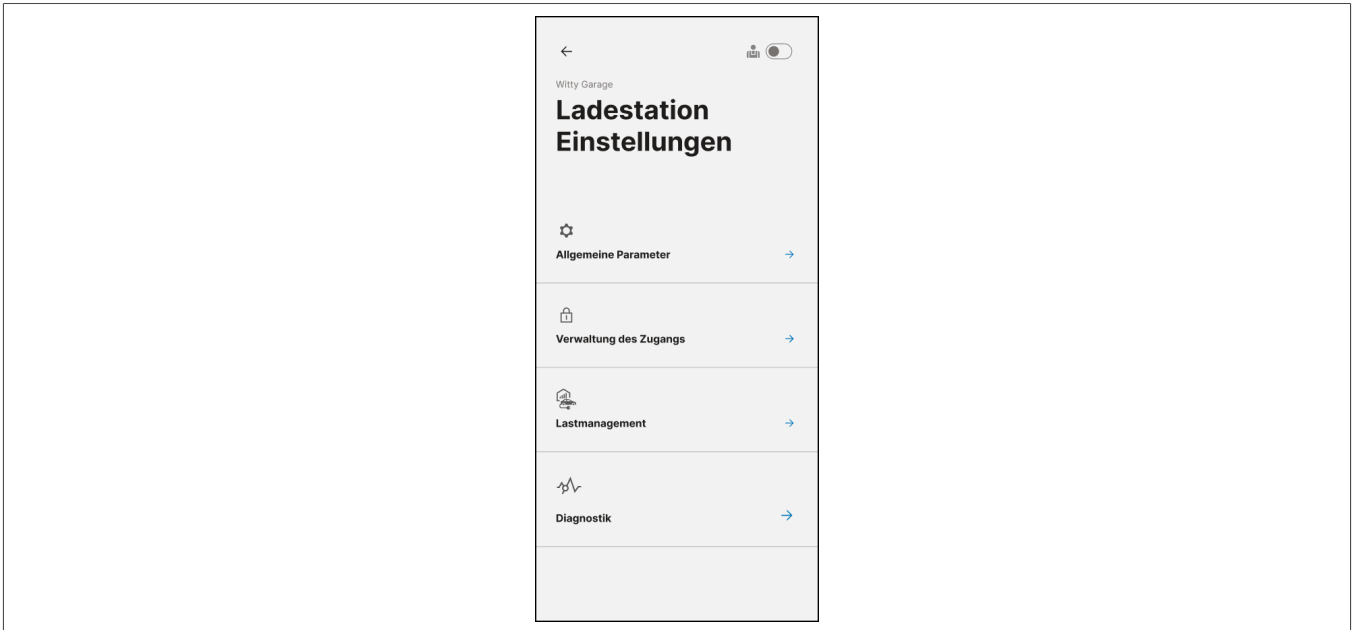 Witty Garage
Ladestation
Einstellungen
Allgemeine Parameter
Verwaltung des Zugangs
Lastmanagement
Diagnostik